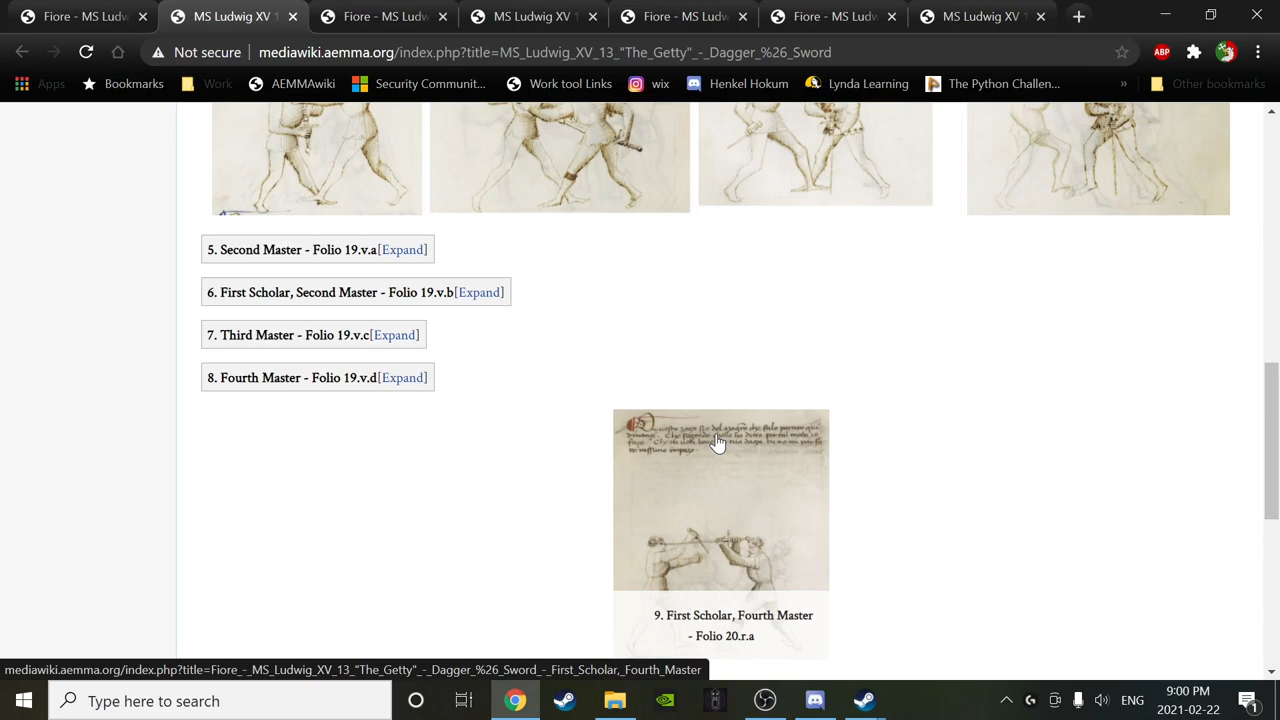 Fiore - MS Ludw
MS Ludwig XV 1
Fiore - MS Ludw
MS Ludwig XV 1
Fiore - MS Ludw
Fiore - MS Ludw
MS Ludwig XV 1
Not secure
mediawiki.aemma.org/index.php?title=MS_Ludwig_XV_13_"The_Getty"_-_Dagger_%26_Sword
ABP
Apps
Bookmarks
Work
AEMMAwiki
Security Communit...
Work tool Links
wix
Henkel Hokum
Lynda Learning
The Python Challen...
»
Other bookmarks
5. Second Master - Folio 19.v.a[Expand]
6. First Scholar, Second Master - Folio 19.v.b[Expand]
7. Third Master - Folio 19.v.c[Expand]
8. Fourth Master - Folio 19.v.d[Expand]
9. First Scholar, Fourth Master
- Folio 20.r.a
mediawiki.aemma.org/index.php?title=Fiore_-_MS_Ludwig_XV_13_"The_Getty"_-_Dagger_%26_Sword_-_First_Scholar,_Fourth_Master
Type here to search
ENG
9:00 PM
2021-02-22
1